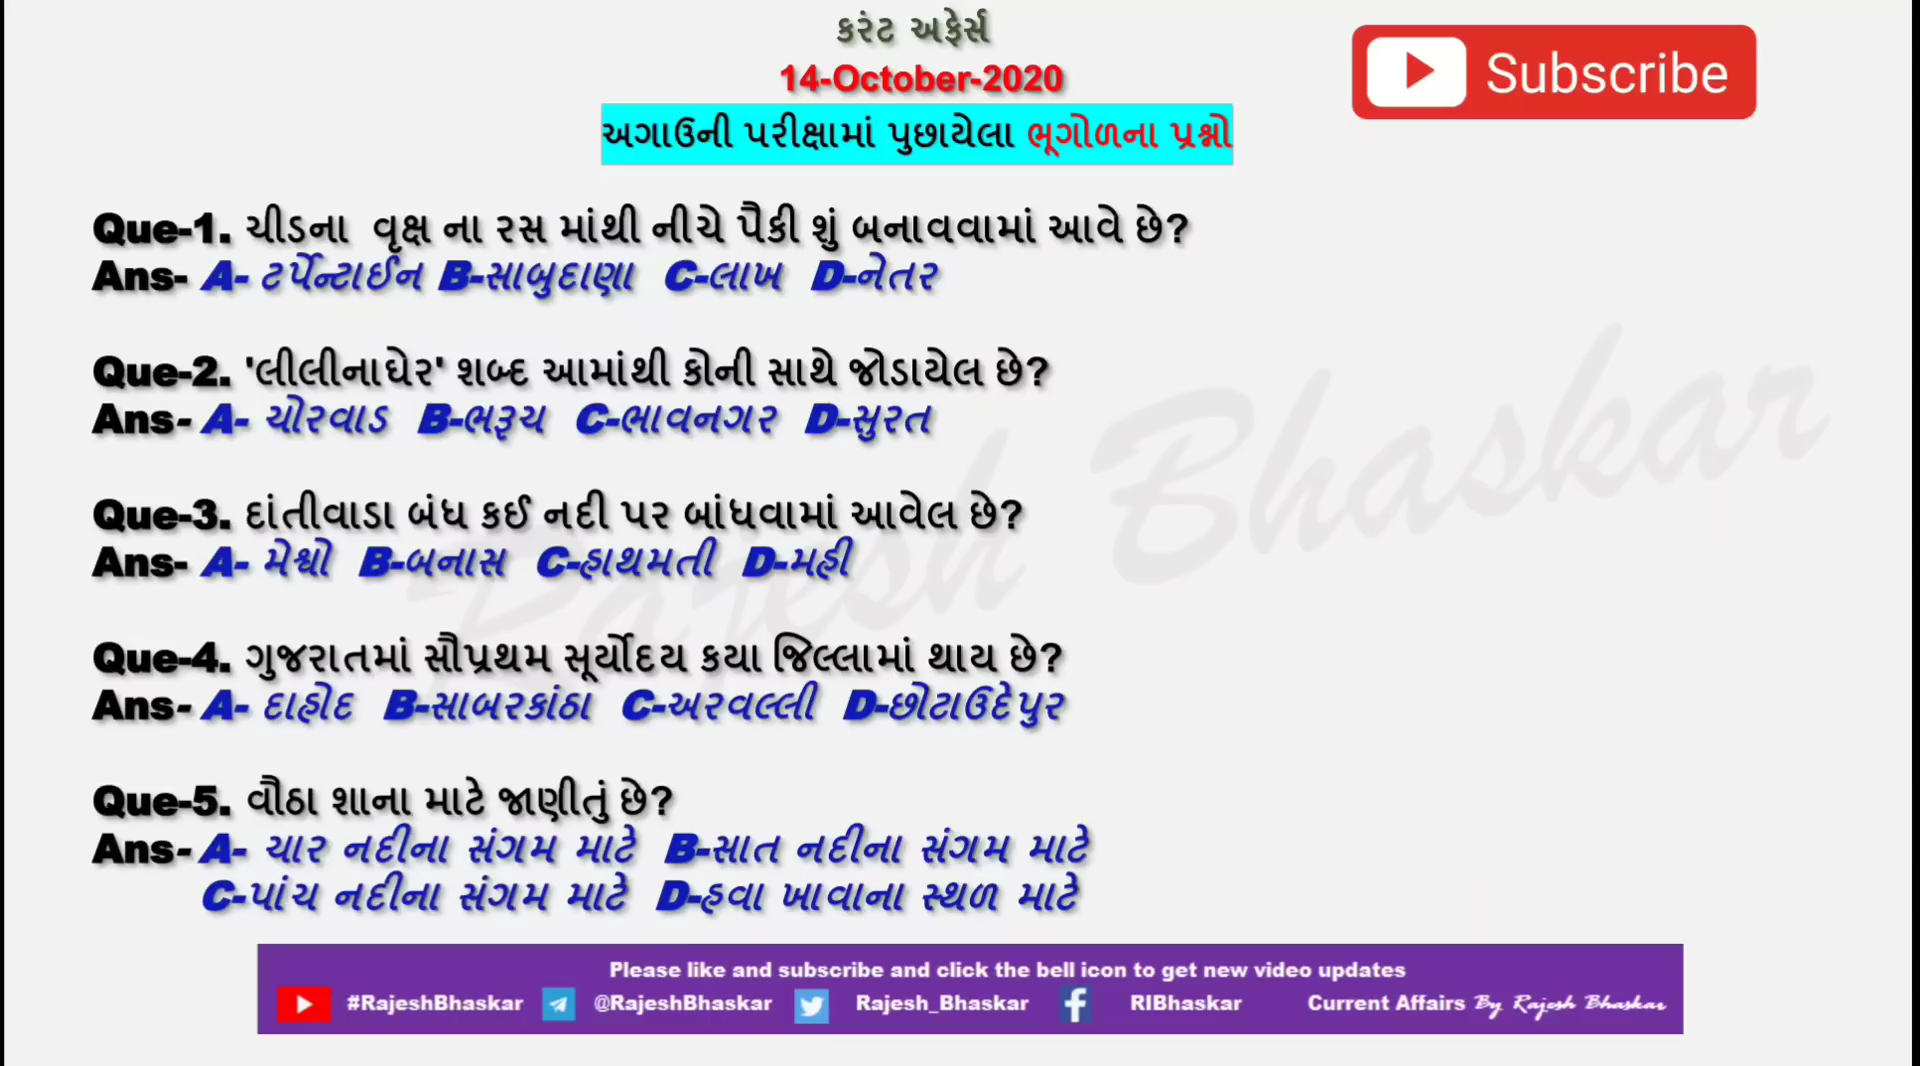 કરંટ અફેર્સ
14-October-2020
Subscribe
અગાઉની પરીક્ષામાં પુછાયેલા ભૂગોળના પ્રશ્નો
Que-1. ચીડના વૃક્ષ ના રસ માંથી નીચે પૈકી શું બનાવવામાં આવે છે?
Ans- A- ટર્પેન્ટાઈન B-સાબુદાણા C-લાખ D-નેતર
Que-2. 'લીલીનાઘેર' શબ્દ આમાંથી કોની સાથે જોડાયેલ છે?
Ans- A- ચોરવાડ B-ભરૂચ C-ભાવનગર D-સુરત
Que-3. દાંતીવાડા બંધ કઈ નદી પર બાંધવામાં આવેલ છે?
Ans- A- મેશ્વો B-બનાસ C-હાથમતી D-મહી
Que-4. ગુજરાતમાં સૌપ્રથમ સૂર્યોદય કયા જિલ્લામાં થાય છે?
Ans- A- દાહોદ B-સાબરકાંઠા C-અરવલ્લી D-છોટાઉદેપુર
Que-5. વૌઠા શાના માટે જાણીતું છે?
Ans- A- ચાર નદીના સંગમ માટે B-સાત નદીના સંગમ માટે
C-પાંચ નદીના સંગમ માટે D-હવા ખાવાના સ્થળ માટે
Rajesh Bhaskar
Please like and subscribe and click the bell icon to get new video updates
#RajeshBhaskar @RajeshBhaskar Rajesh_Bhaskar RIBhaskar Current Affairs By Rajesh Bhaskar